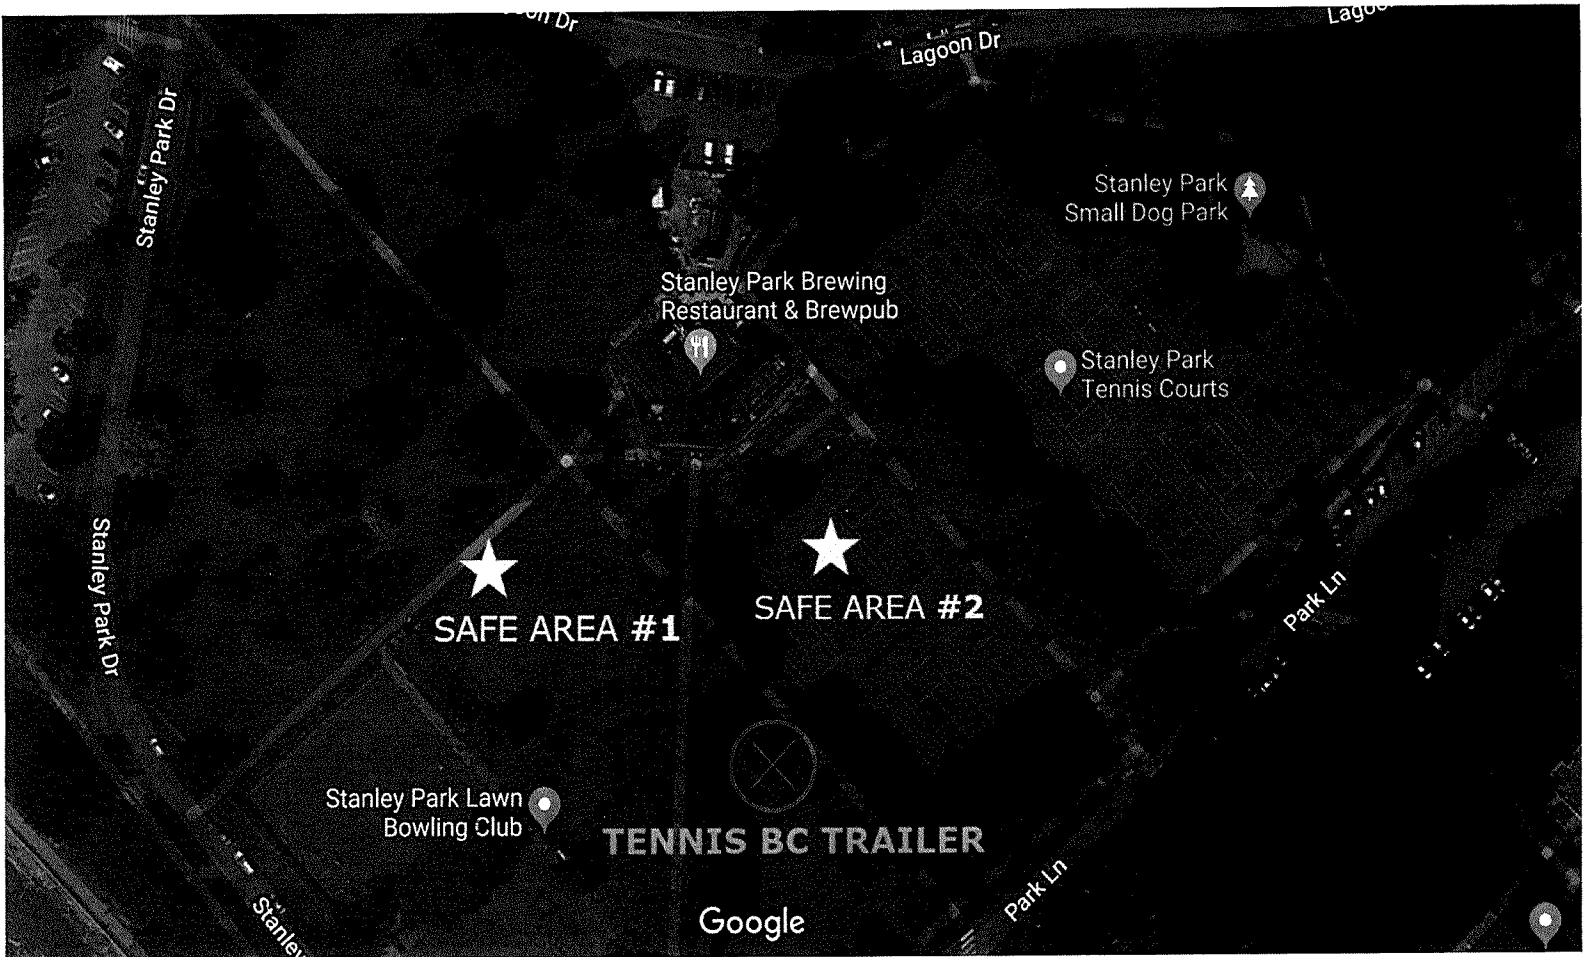 Lagoon Dr
Stanley Park Dr
Stanley Park
Small Dog Park
Stanley Park Brewing
Restaurant & Brewpub
Stanley Park
Tennis Courts
Stanley Park Dr
SAFE AREA #1
SAFE AREA #2
Park Ln
Stanley Park Lawn
Bowling Club
TENNIS BC TRAILER
Park Ln
Stanley
Google